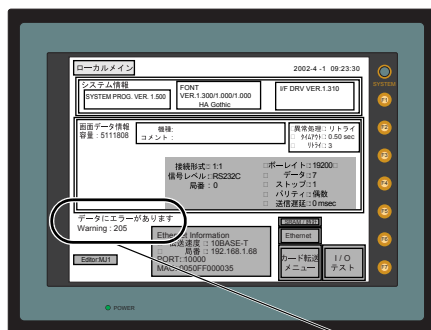 ローカルメイン
2002-4 -1 09:23:30
システム情報
SYSTEM PROG. VER. 1.500
FONT
VER.1.300/1.000/1.000
HA Gothic
I/F DRV VER.1.310
SYSTEM
F1
F2
F3
F4
F5
F6
F7
画面データ情報
容量 : 5111808
機種:
コメント :
異常処理 : リトライ
タイムアウト : 0.50 sec
リトライ : 3
接続形式 : 1:1
信号レベル : RS232C
局番 : 0
ボーレイト : 19200
データ : 7
ストップ : 1
パリティ : 偶数
送信遅延 : 0 msec
データにエラーがあります
Warning : 205
Ethernet Information
伝送速度 : 10BASE-T
局番 : 192.168.1.68
PORT: 10000
MAC: 0050FF000035
Editor:MJ1
Ethernet
カード転送
メニュー
I / O
テスト
POWER